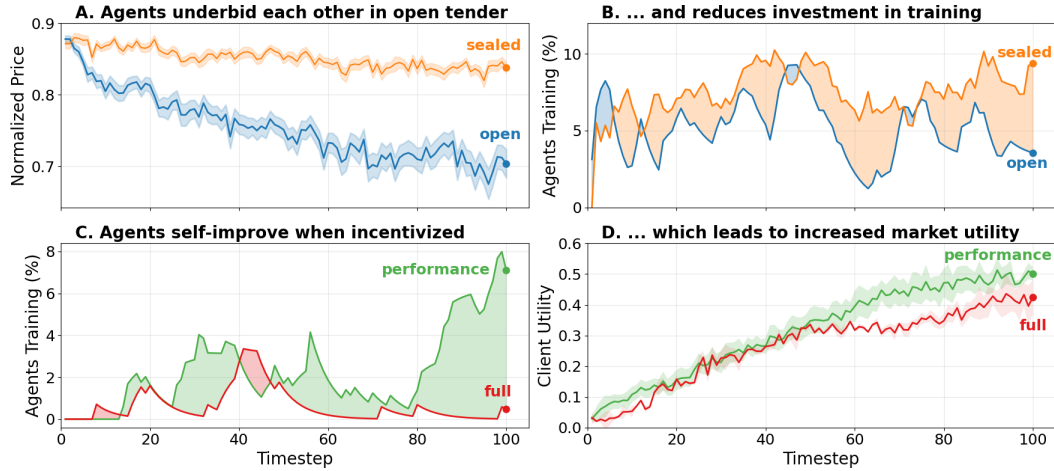 A. Agents underbid each other in open tender
0.9
0.8
0.7
Normalized Price
sealed
open
B. ... and reduces investment in training
10
5
0
Agents Training (%)
sealed
open
C. Agents self-improve when incentivized
8
6
4
2
0
Agents Training (%)
performance
full
0
20
40
60
80
100
Timestep
D. ... which leads to increased market utility
0.6
0.5
0.4
0.3
0.2
0.1
0.0
Client Utility
performance
full
0
20
40
60
80
100
Timestep